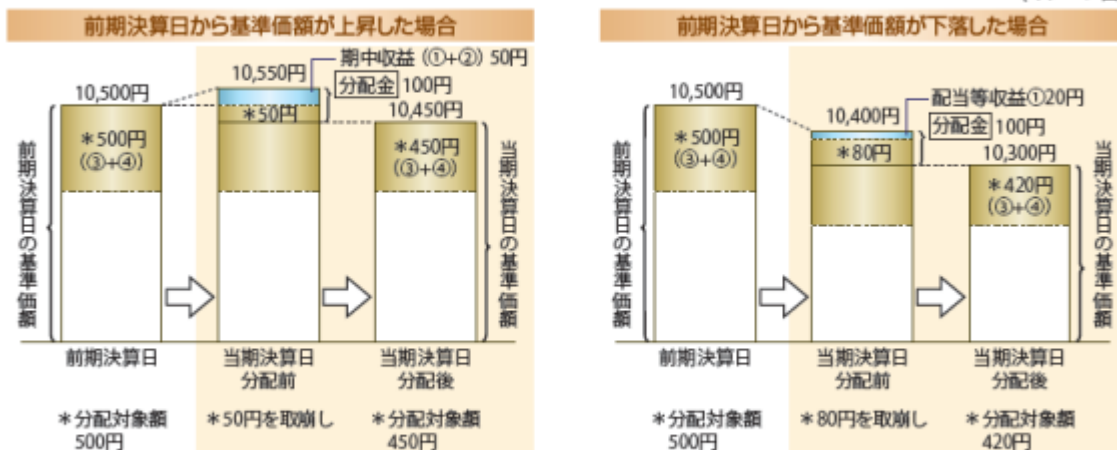 前期決算日から基準価額が上昇した場合
期中収益（①+②）50円
10,550円
分配金 100円
10,500円
10,450円
＊50円
＊500円
（③+④）
＊450円
（③+④）
前期決算日の基準価額
当期決算日の基準価額
前期決算日
当期決算日
分配前
当期決算日
分配後
＊分配対象額
500円
＊50円を取崩し
＊分配対象額
450円
前期決算日から基準価額が下落した場合
10,500円
配当等収益①20円
10,400円
分配金 100円
＊500円
（③+④）
＊80円
10,300円
＊420円
（③+④）
前期決算日の基準価額
当期決算日の基準価額
前期決算日
当期決算日
分配前
当期決算日
分配後
＊分配対象額
500円
＊80円を取崩し
＊分配対象額
420円